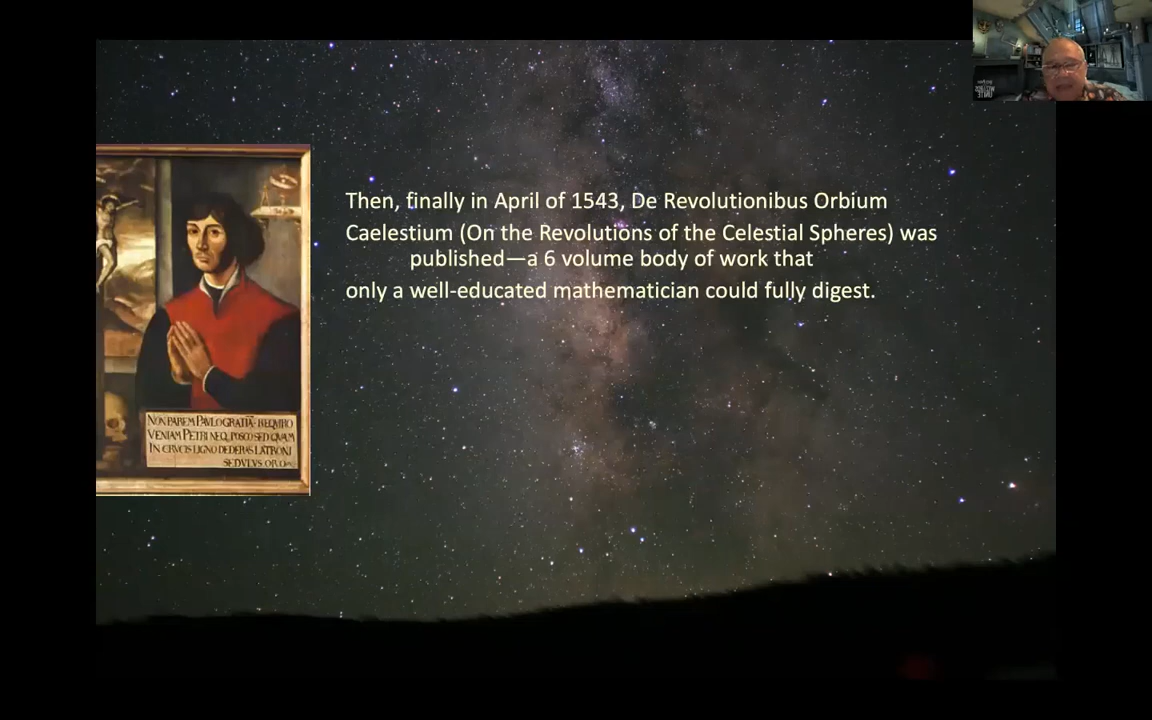 Then, finally in April of 1543, De Revolutionibus Orbium
Caelestium (On the Revolutions of the Celestial Spheres) was
published—a 6 volume body of work that
only a well-educated mathematician could fully digest.
NON PAREM PAVLO GRATIĀ REQVIRO
VENIAM PETRI NEQ. POSCO SED QVAM
IN CRVCIS LIGNO DEDERAS LATRONI
SEDVLVS ORO